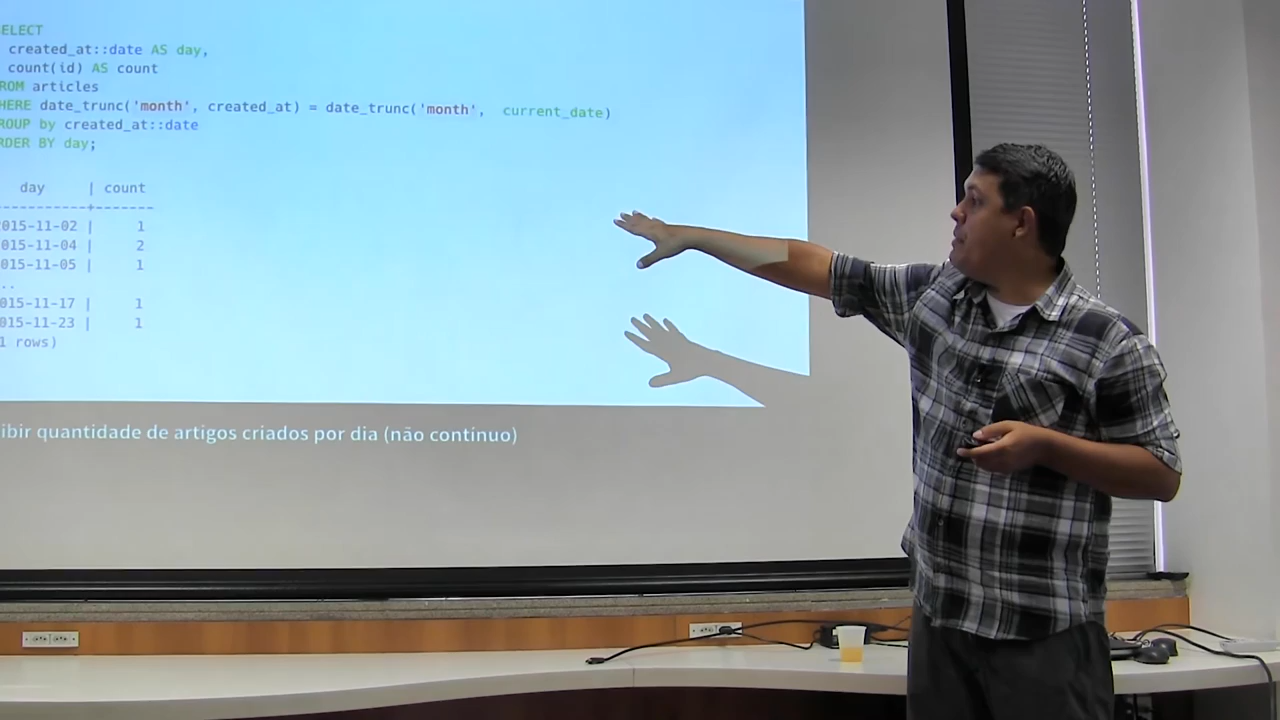 ELECT
created_at::date AS day,
count(id) AS count
ROM articles
HERE date_trunc('month', created_at) = date_trunc('month', current_date)
ROUP by created_at::date
RDER BY day;
day | count
-----------+-------
015-11-02 | 1
015-11-04 | 2
015-11-05 | 1
..
015-11-17 | 1
015-11-23 | 1
1 rows)
ibir quantidade de artigos criados por dia (não continuo)